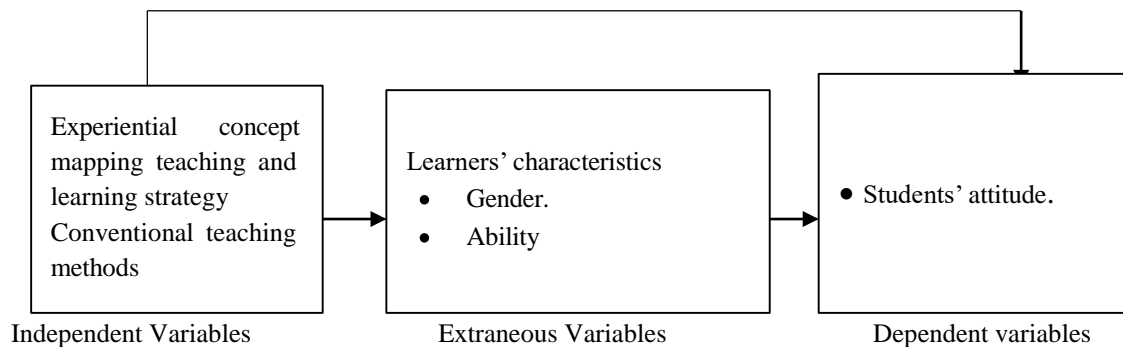 Experiential concept
mapping teaching and
learning strategy
Conventional teaching
methods
Learners’ characteristics
• Gender.
• Ability
• Students’ attitude.
Independent Variables
Extraneous Variables
Dependent variables